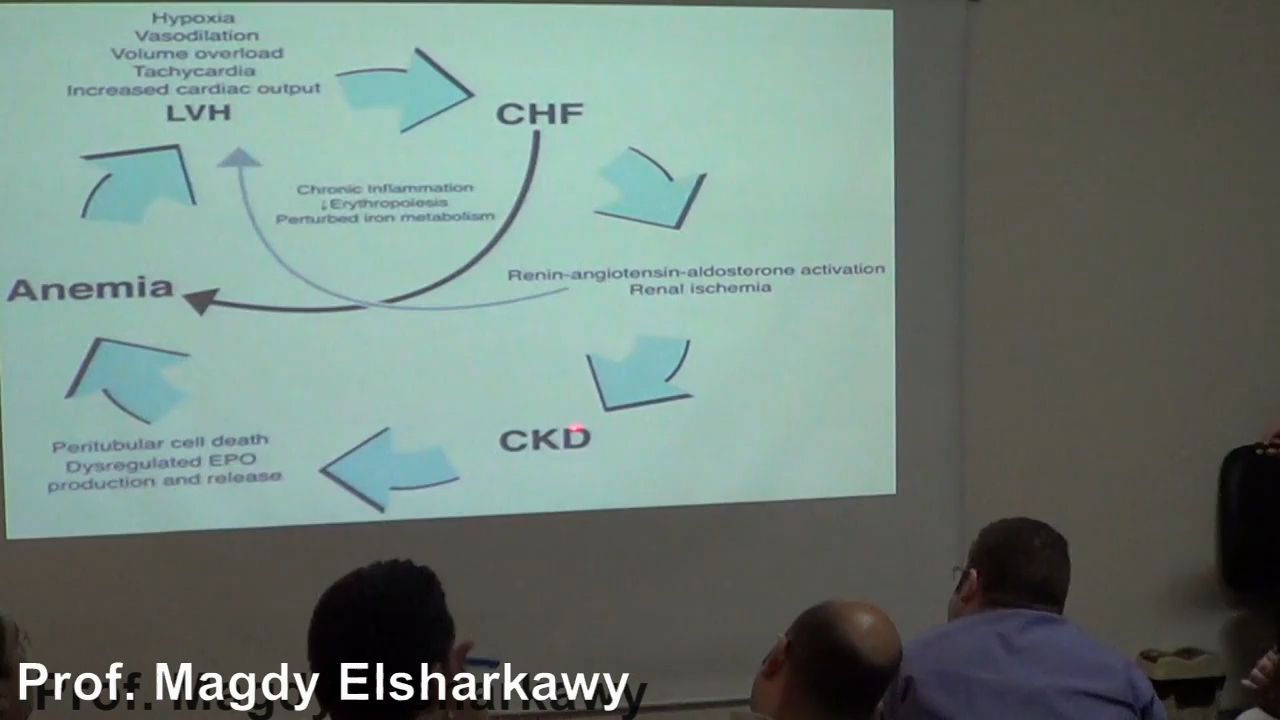 Hypoxia
Vasodilation
Volume overload
Tachycardia
Increased cardiac output
LVH
CHF
Chronic Inflammation
↓Erythropoiesis
Perturbed iron metabolism
Renin-angiotensin-aldosterone activation
Renal ischemia
Anemia
CKD
Peritubular cell death
Dysregulated EPO
production and release
Prof. Magdy Elsharkawy